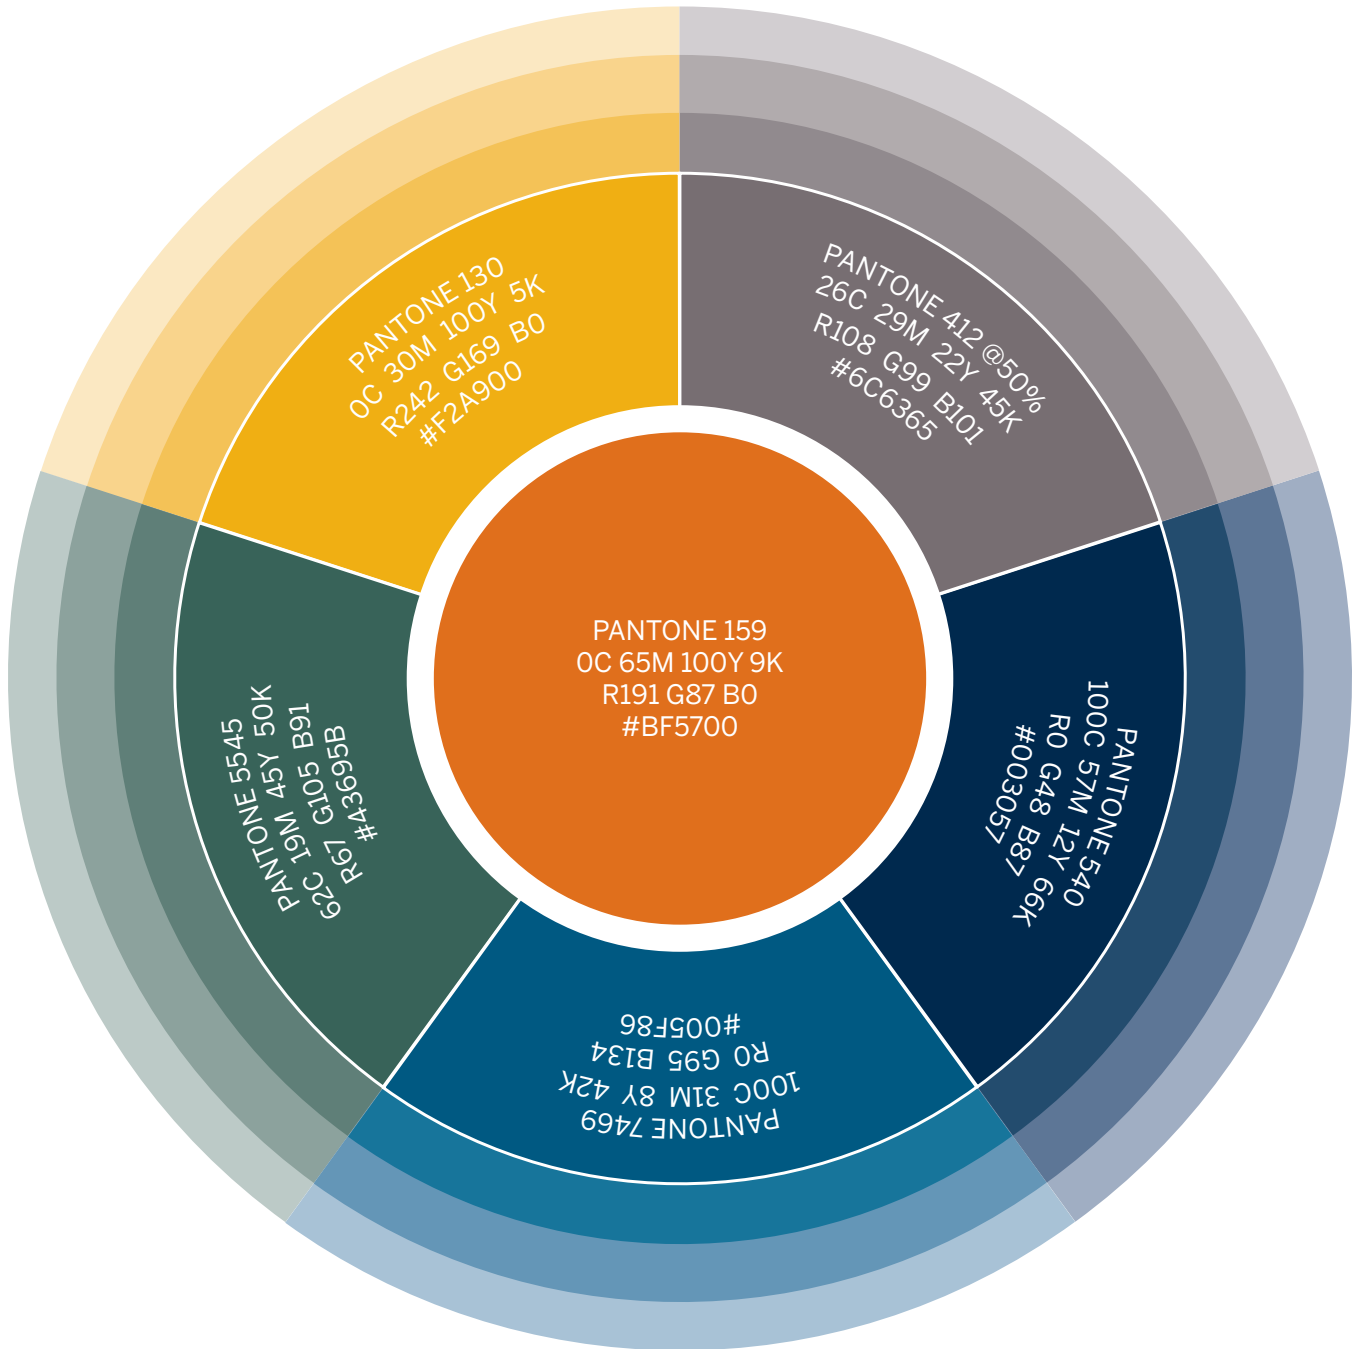 PANTONE 130
0C 30M 100Y 5K
R242 G169 B0
#F2A900
PANTONE 412 @50%
26C 29M 22Y 45K
R108 G99 B101
#6C6365
PANTONE 159
0C 65M 100Y 9K
R191 G87 B0
#BF5700
PANTONE 5545
62C 19M 45Y 50K
R67 G105 B91
#43695B
PANTONE 540
100C 57M 12Y 66K
R0 G48 B87
#003057
PANTONE 7469
100C 31M 8Y 42K
R0 G95 B134
#005F86